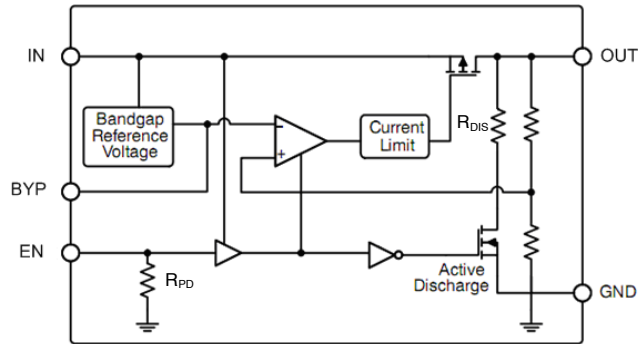 IN
OUT
Bandgap
Reference
Voltage
-
+
Current
Limit
RDIS
BYP
EN
RPD
Active
Discharge
GND